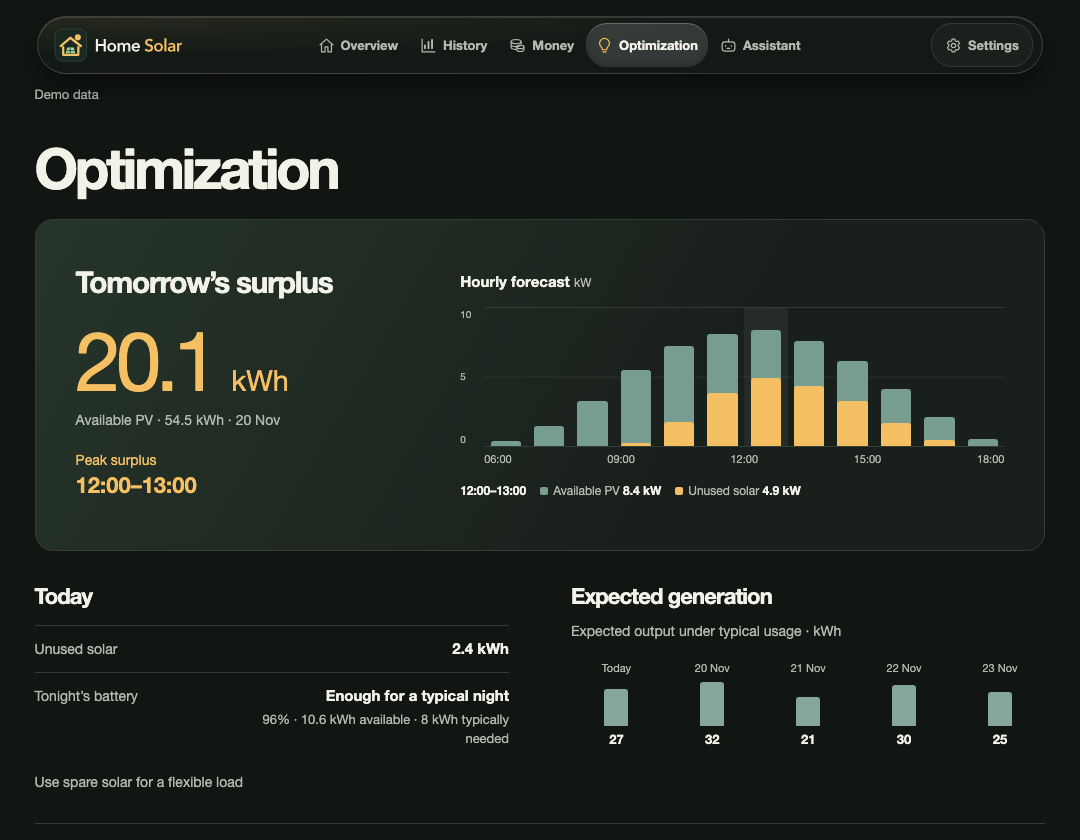 Home Solar
Overview
History
Money
Optimization
Assistant
Settings
Demo data
Optimization
Tomorrow’s surplus
20.1 kWh
Available PV · 54.5 kWh · 20 Nov
Peak surplus
12:00–13:00
Hourly forecast kW
10
5
0
06:00 09:00 12:00 15:00 18:00
12:00–13:00 Available PV 8.4 kW Unused solar 4.9 kW
Today
Unused solar 2.4 kWh
Tonight’s battery Enough for a typical night
96% · 10.6 kWh available · 8 kWh typically
needed
Use spare solar for a flexible load
Expected generation
Expected output under typical usage · kWh
Today 20 Nov 21 Nov 22 Nov 23 Nov
27 32 21 30 25